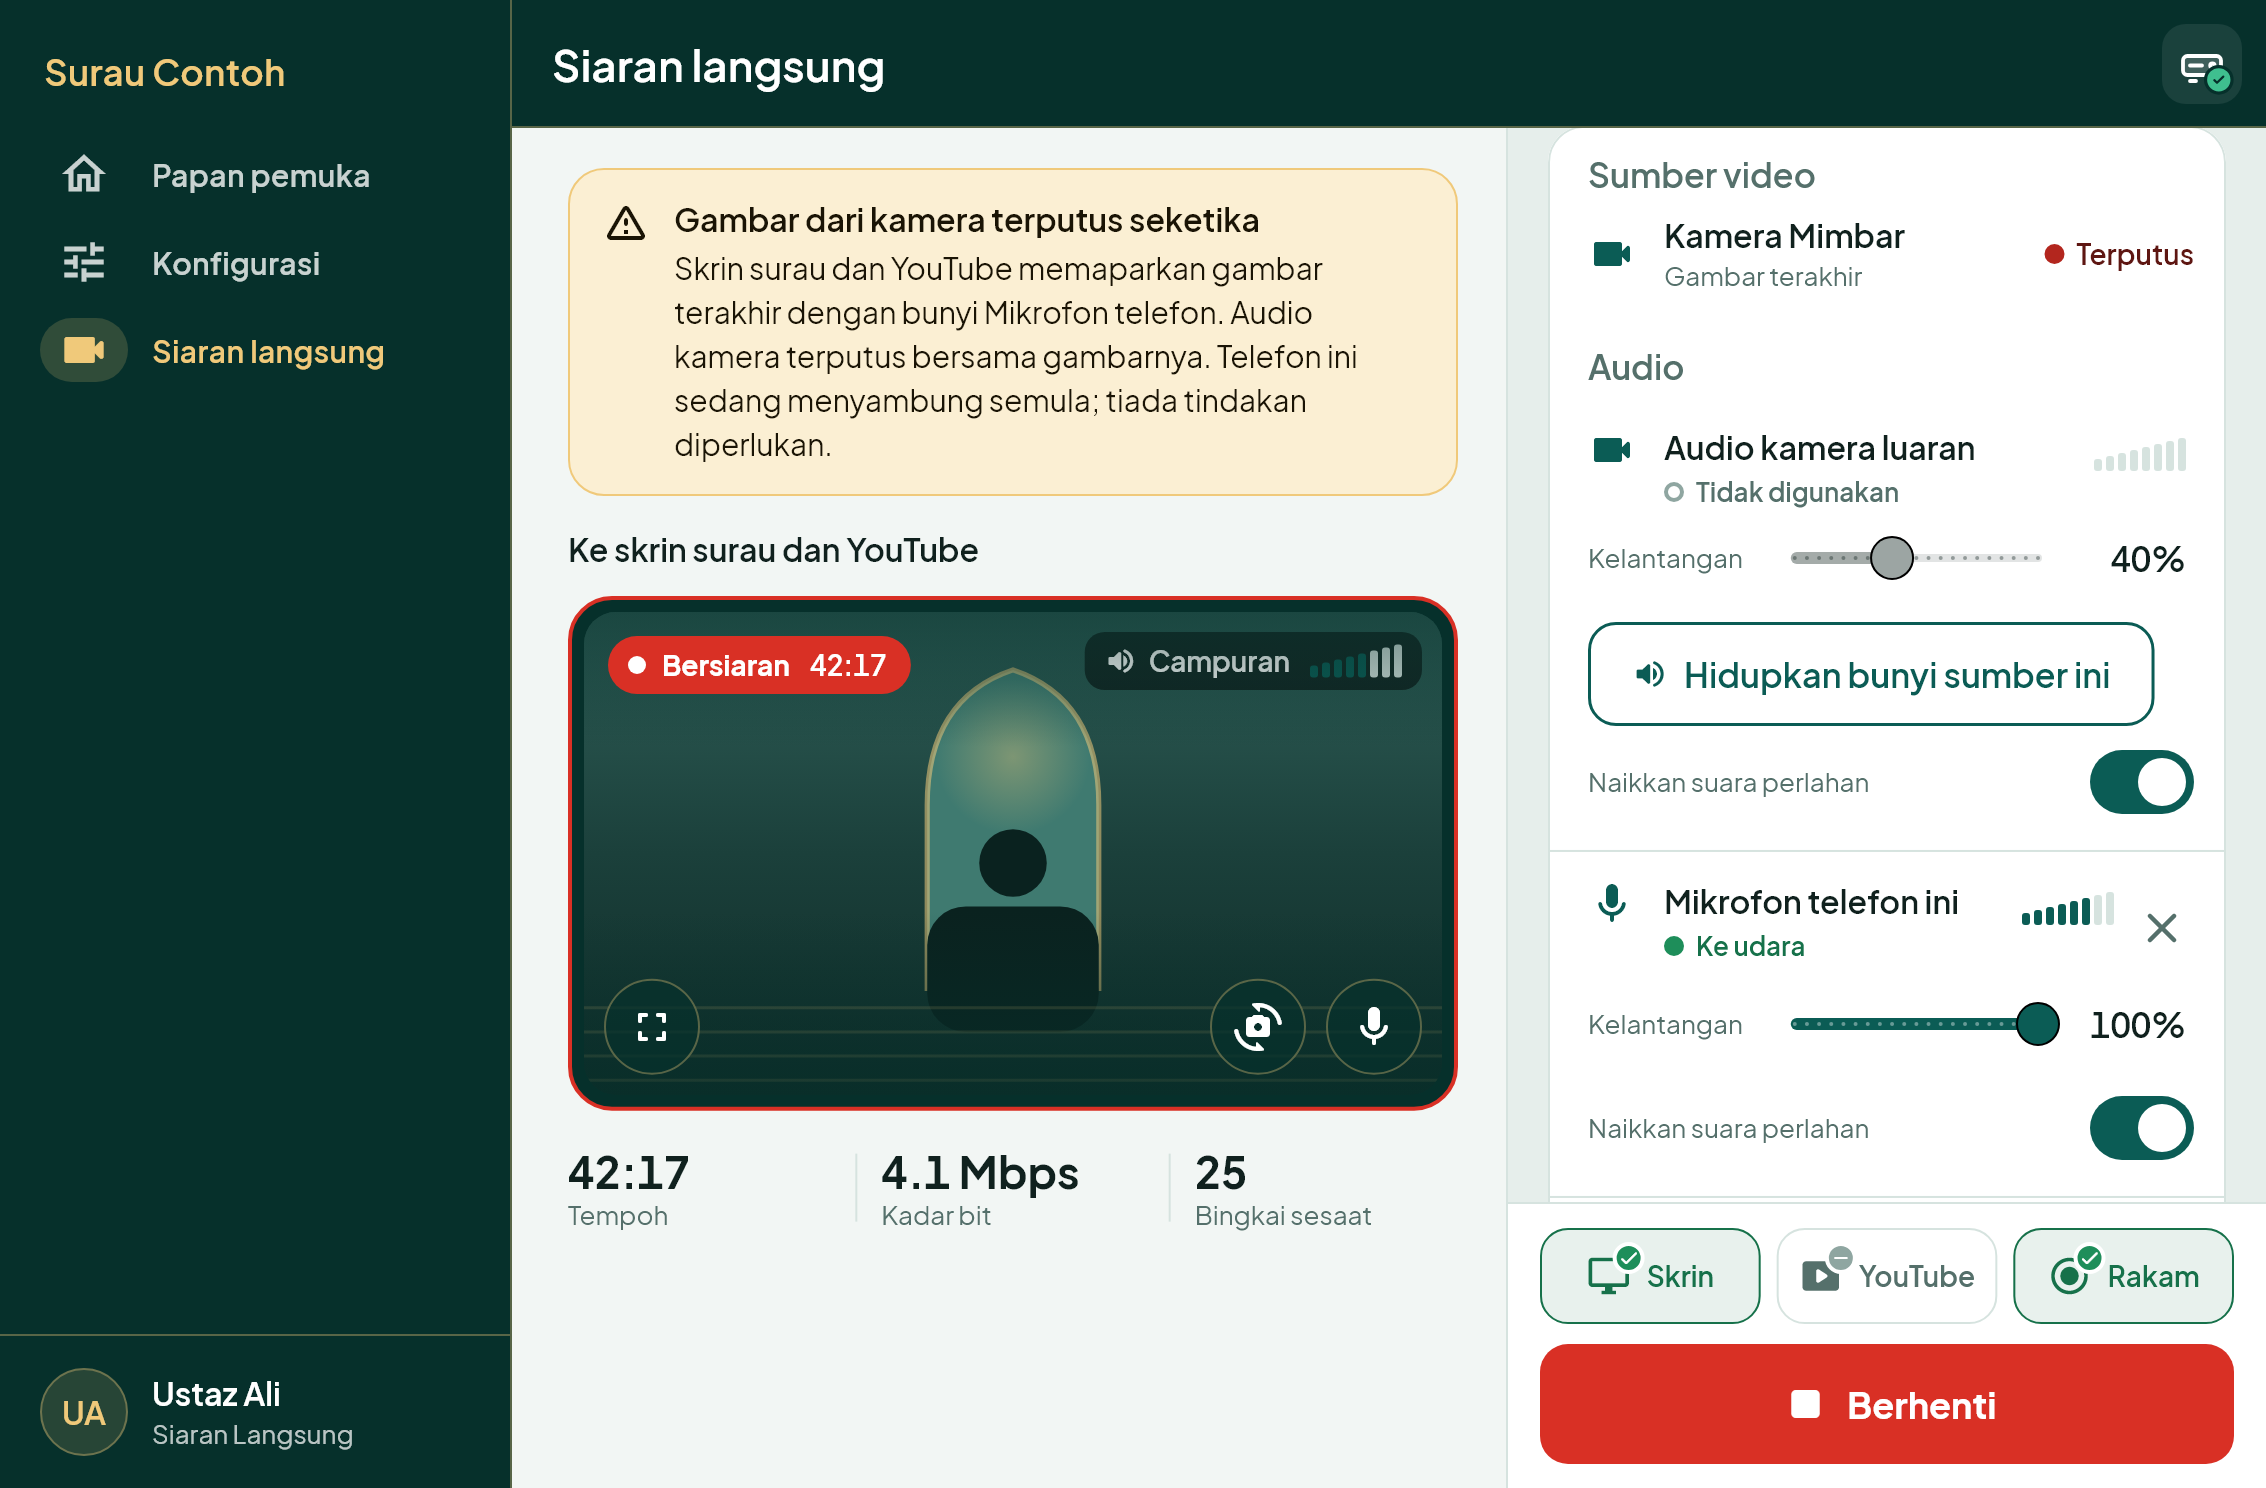 Surau Contoh
Papan pemuka
Konfigurasi
Siaran langsung
Ustaz Ali
Siaran Langsung
UA
Siaran langsung
Gambar dari kamera terputus seketika
Skrin surau dan YouTube memaparkan gambar
terakhir dengan bunyi Mikrofon telefon. Audio
kamera terputus bersama gambarnya. Telefon ini
sedang menyambung semula; tiada tindakan
diperlukan.
Ke skrin surau dan YouTube
Bersiaran 42:17
Campuran
42:17
Tempoh
4.1 Mbps
Kadar bit
25
Bingkai sesaat
Sumber video
Kamera Mimbar
Gambar terakhir
Terputus
Audio
Audio kamera luaran
Tidak digunakan
Kelantangan 40%
Hidupkan bunyi sumber ini
Naikkan suara perlahan
Mikrofon telefon ini
Ke udara
Kelantangan 100%
Naikkan suara perlahan
Skrin
YouTube
Rakam
Berhenti